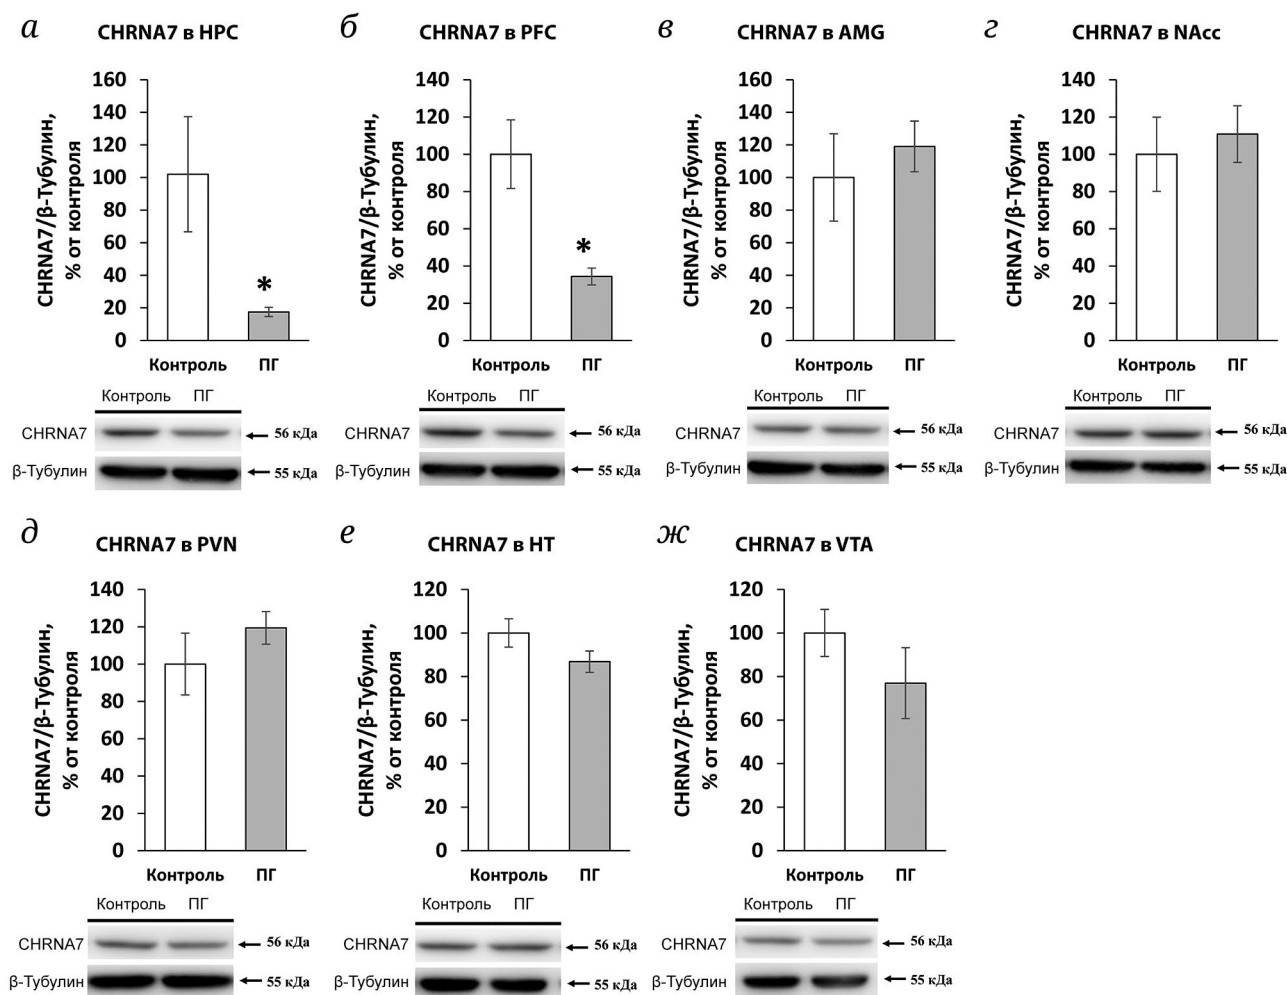 а
CHRNA7 в HPC
CHRNA7/β-Тубулин,
% от контроля
160
140
120
100
80
60
40
20
0
*
Контроль ПГ
Контроль ПГ
CHRNA7 56 кДа
β-Тубулин 55 кДа
б
CHRNA7 в PFC
CHRNA7/β-Тубулин,
% от контроля
140
120
100
80
60
40
20
0
*
Контроль ПГ
Контроль ПГ
CHRNA7 56 кДа
β-Тубулин 55 кДа
в
CHRNA7 в AMG
CHRNA7/β-Тубулин,
% от контроля
160
140
120
100
80
60
40
20
0
Контроль ПГ
Контроль ПГ
CHRNA7 56 кДа
β-Тубулин 55 кДа
г
CHRNA7 в NAcc
CHRNA7/β-Тубулин,
% от контроля
140
120
100
80
60
40
20
0
Контроль ПГ
Контроль ПГ
CHRNA7 56 кДа
β-Тубулин 55 кДа
д
CHRNA7 в PVN
CHRNA7/β-Тубулин,
% от контроля
140
120
100
80
60
40
20
0
Контроль ПГ
Контроль ПГ
CHRNA7 56 кДа
β-Тубулин 55 кДа
е
CHRNA7 в HT
CHRNA7/β-Тубулин,
% от контроля
120
100
80
60
40
20
0
Контроль ПГ
Контроль ПГ
CHRNA7 56 кДа
β-Тубулин 55 кДа
ж
CHRNA7 в VTA
CHRNA7/β-Тубулин,
% от контроля
120
100
80
60
40
20
0
Контроль ПГ
Контроль ПГ
CHRNA7 56 кДа
β-Тубулин 55 кДа